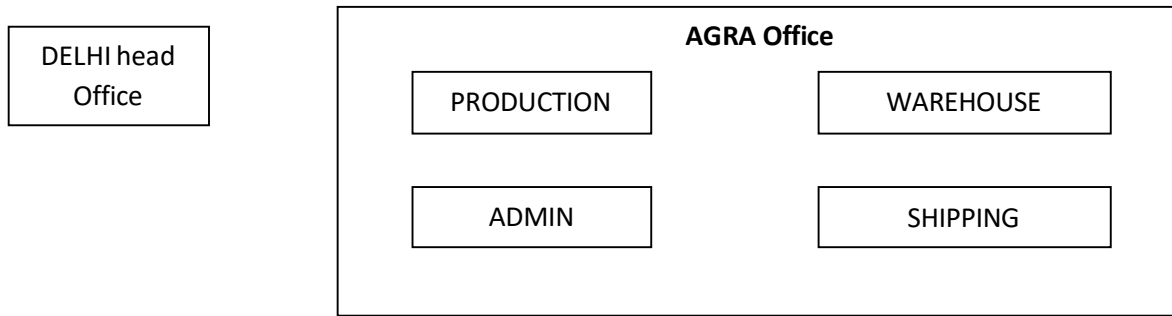 DELHI head
Office
AGRA Office
PRODUCTION
WAREHOUSE
ADMIN
SHIPPING